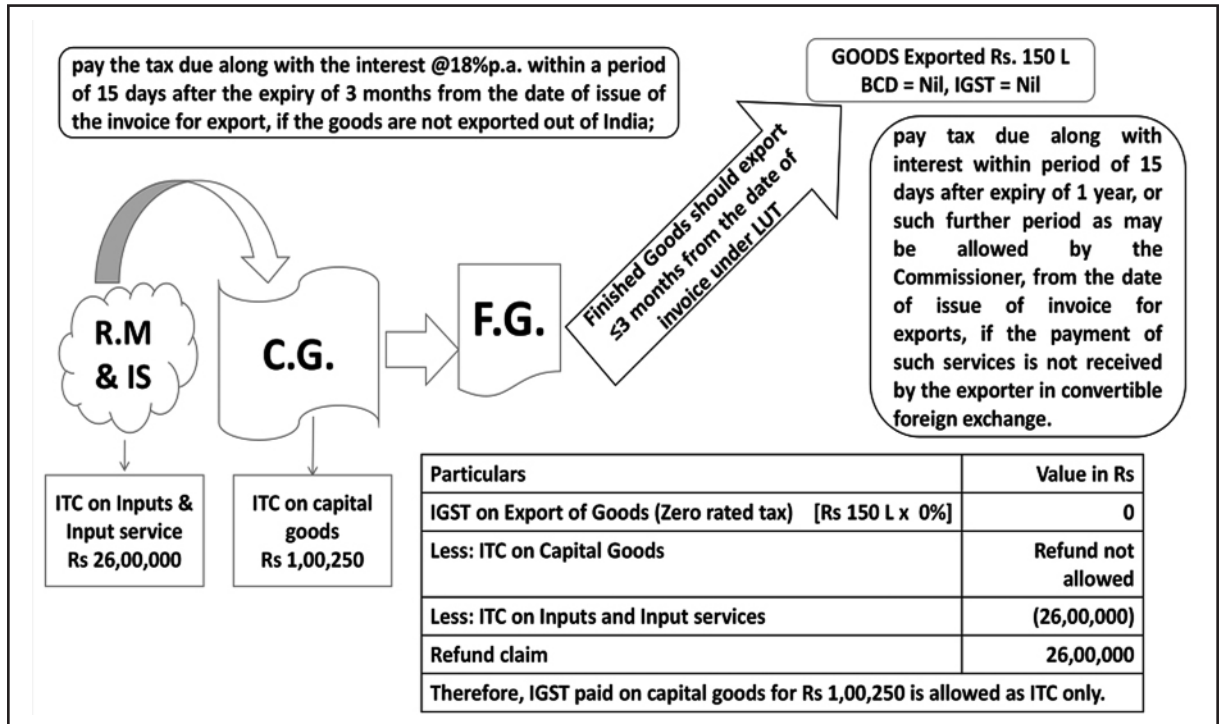 pay the tax due along with the interest @18%p.a. within a period
of 15 days after the expiry of 3 months from the date of issue of
the invoice for export, if the goods are not exported out of India;
GOODS Exported Rs. 150 L
BCD = Nil, IGST = Nil
Finished Goods should export
≤3 months from the date of
invoice under LUT
pay tax due along with
interest within period of 15
days after expiry of 1 year, or
such further period as may
be allowed by the
Commissioner, from the date
of issue of invoice for
exports, if the payment of
such services is not received
by the exporter in convertible
foreign exchange.
R.M
& IS
C.G.
F.G.
ITC on Inputs &
Input service
Rs 26,00,000
ITC on capital
goods
Rs 1,00,250
Particulars Value in Rs
IGST on Export of Goods (Zero rated tax) [Rs 150 L x 0%] 0
Less: ITC on Capital Goods Refund not
allowed
Less: ITC on Inputs and Input services (26,00,000)
Refund claim 26,00,000
Therefore, IGST paid on capital goods for Rs 1,00,250 is allowed as ITC only.